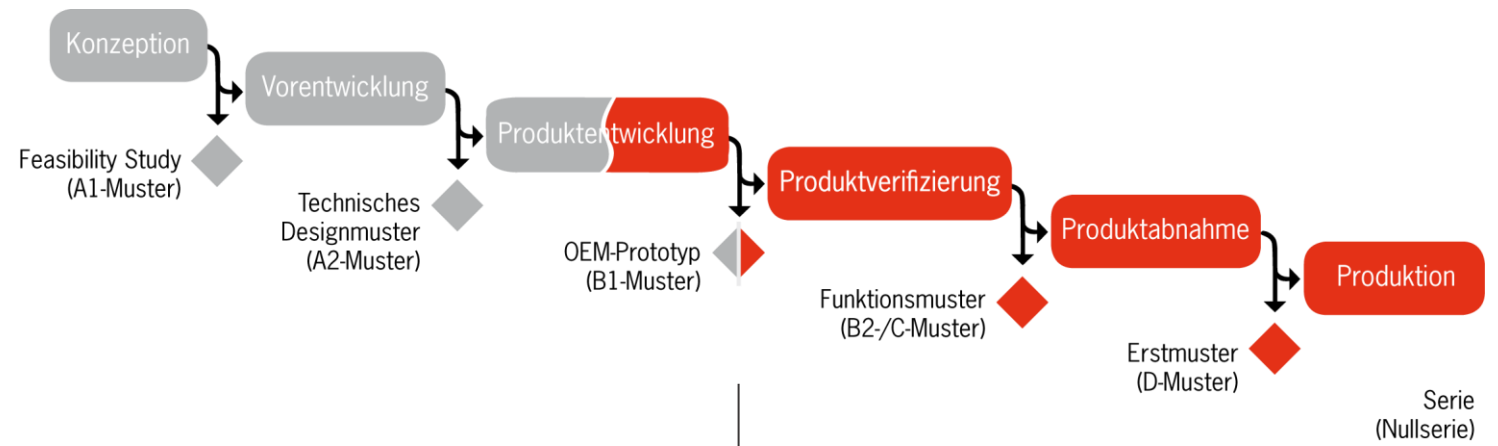 Konzeption
Feasibility Study
(A1-Muster)
Vorentwicklung
Technisches
Designmuster
(A2-Muster)
Produktentwicklung
OEM-Prototyp
(B1-Muster)
Produktverifizierung
Funktionsmuster
(B2-/C-Muster)
Produktabnahme
Erstmuster
(D-Muster)
Produktion
Serie
(Nullserie)